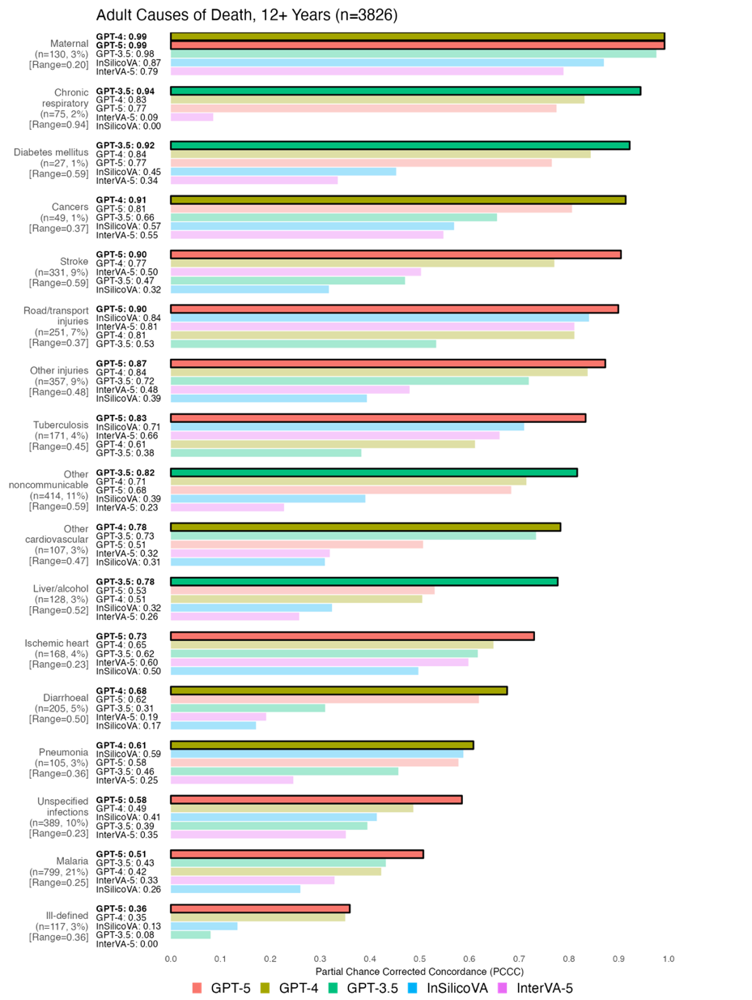 Adult Causes of Death, 12+ Years (n=3826)
Maternal
(n=130, 3%)
[Range=0.20]
GPT-4: 0.99
GPT-5: 0.99
GPT-3.5: 0.98
InSilicoVA: 0.87
InterVA-5: 0.79
Chronic
respiratory
(n=75, 2%)
[Range=0.94]
GPT-3.5: 0.94
GPT-4: 0.83
GPT-5: 0.77
InterVA-5: 0.09
InSilicoVA: 0.00
Diabetes mellitus
(n=27, 1%)
[Range=0.59]
GPT-3.5: 0.92
GPT-4: 0.84
GPT-5: 0.77
InSilicoVA: 0.45
InterVA-5: 0.34
Cancers
(n=49, 1%)
[Range=0.37]
GPT-4: 0.91
GPT-5: 0.81
GPT-3.5: 0.66
InSilicoVA: 0.57
InterVA-5: 0.55
Stroke
(n=331, 9%)
[Range=0.59]
GPT-5: 0.90
GPT-4: 0.77
InterVA-5: 0.50
GPT-3.5: 0.47
InSilicoVA: 0.32
Road/transport
injuries
(n=251, 7%)
[Range=0.37]
GPT-5: 0.90
InSilicoVA: 0.84
InterVA-5: 0.81
GPT-4: 0.81
GPT-3.5: 0.53
Other injuries
(n=357, 9%)
[Range=0.48]
GPT-5: 0.87
GPT-4: 0.84
GPT-3.5: 0.72
InterVA-5: 0.48
InSilicoVA: 0.39
Tuberculosis
(n=171, 4%)
[Range=0.45]
GPT-5: 0.83
InSilicoVA: 0.71
InterVA-5: 0.66
GPT-4: 0.61
GPT-3.5: 0.38
Other
noncommunicable
(n=414, 11%)
[Range=0.59]
GPT-3.5: 0.82
GPT-4: 0.71
GPT-5: 0.68
InSilicoVA: 0.39
InterVA-5: 0.23
Other
cardiovascular
(n=107, 3%)
[Range=0.47]
GPT-4: 0.78
GPT-3.5: 0.73
GPT-5: 0.51
InterVA-5: 0.32
InSilicoVA: 0.31
Liver/alcohol
(n=128, 3%)
[Range=0.52]
GPT-3.5: 0.78
GPT-5: 0.53
GPT-4: 0.51
InSilicoVA: 0.32
InterVA-5: 0.26
Ischemic heart
(n=168, 4%)
[Range=0.23]
GPT-5: 0.73
GPT-4: 0.65
GPT-3.5: 0.62
InterVA-5: 0.60
InSilicoVA: 0.50
Diarrhoeal
(n=205, 5%)
[Range=0.50]
GPT-4: 0.68
GPT-5: 0.62
GPT-3.5: 0.31
InterVA-5: 0.19
InSilicoVA: 0.17
Pneumonia
(n=105, 3%)
[Range=0.36]
GPT-4: 0.61
InSilicoVA: 0.59
GPT-5: 0.58
GPT-3.5: 0.46
InterVA-5: 0.25
Unspecified
infections
(n=389, 10%)
[Range=0.23]
GPT-5: 0.58
GPT-4: 0.49
InSilicoVA: 0.41
GPT-3.5: 0.39
InterVA-5: 0.35
Malaria
(n=799, 21%)
[Range=0.25]
GPT-5: 0.51
GPT-3.5: 0.43
GPT-4: 0.42
InterVA-5: 0.33
InSilicoVA: 0.26
Ill-defined
(n=117, 3%)
[Range=0.36]
GPT-5: 0.36
GPT-4: 0.35
InSilicoVA: 0.13
GPT-3.5: 0.08
InterVA-5: 0.00
0.0 0.1 0.2 0.3 0.4 0.5 0.6 0.7 0.8 0.9 1.0
Partial Chance Corrected Concordance (PCCC)
GPT-5 GPT-4 GPT-3.5 InSilicoVA InterVA-5